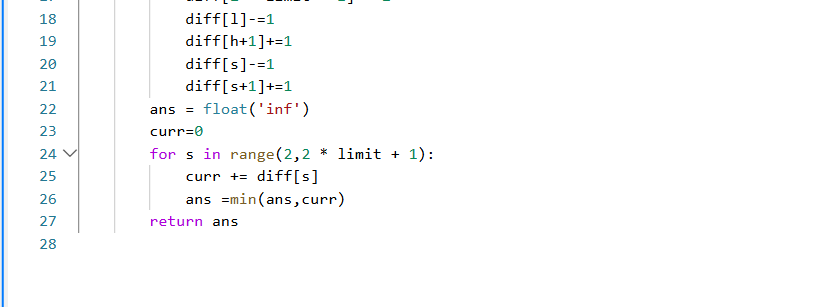 18 diff[l]-=1
19 diff[h+1]+=1
20 diff[s]-=1
21 diff[s+1]+=1
22 ans = float('inf')
23 curr=0
24 for s in range(2,2 * limit + 1):
25 curr += diff[s]
26 ans =min(ans,curr)
27 return ans
28